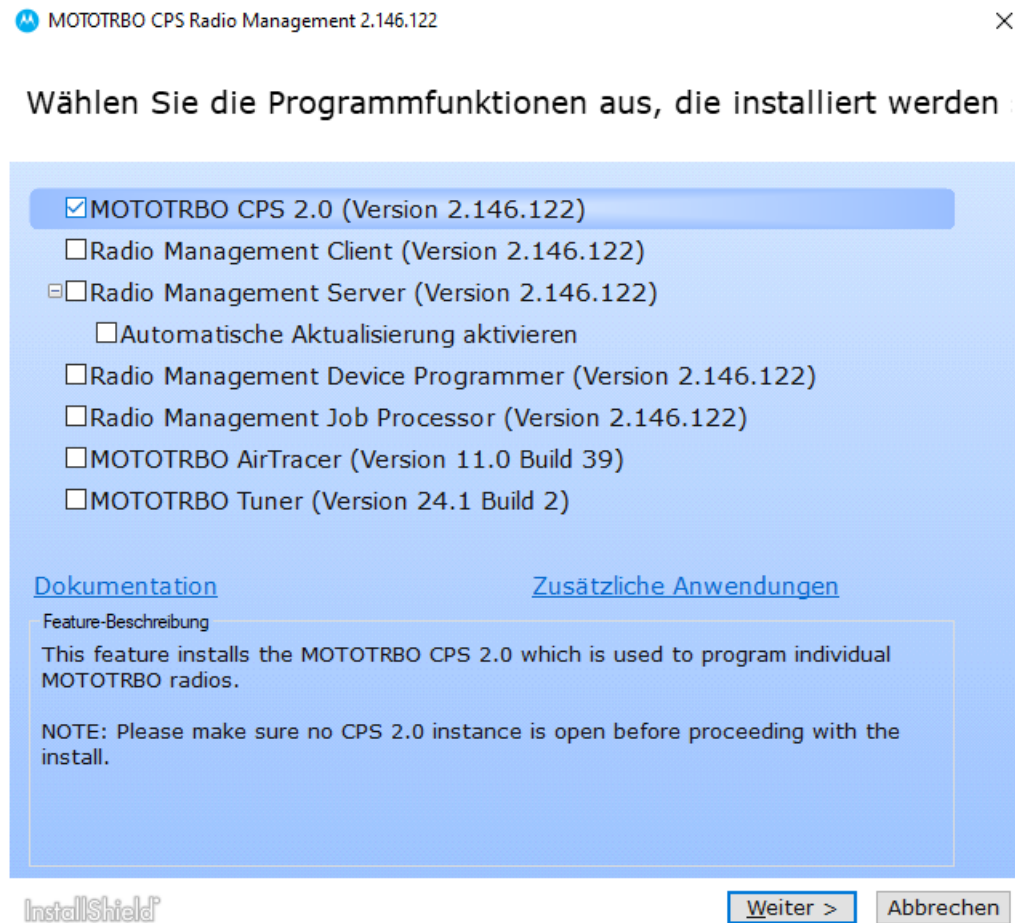 MOTOTRBO CPS Radio Management 2.146.122
Wählen Sie die Programmfunktionen aus, die installiert werden
MOTOTRBO CPS 2.0 (Version 2.146.122)
Radio Management Client (Version 2.146.122)
Radio Management Server (Version 2.146.122)
Automatische Aktualisierung aktivieren
Radio Management Device Programmer (Version 2.146.122)
Radio Management Job Processor (Version 2.146.122)
MOTOTRBO AirTracer (Version 11.0 Build 39)
MOTOTRBO Tuner (Version 24.1 Build 2)
Dokumentation Zusätzliche Anwendungen
Feature-Beschreibung
This feature installs the MOTOTRBO CPS 2.0 which is used to program individual
MOTOTRBO radios.
NOTE: Please make sure no CPS 2.0 instance is open before proceeding with the
install.
InstallShield Weiter > Abbrechen